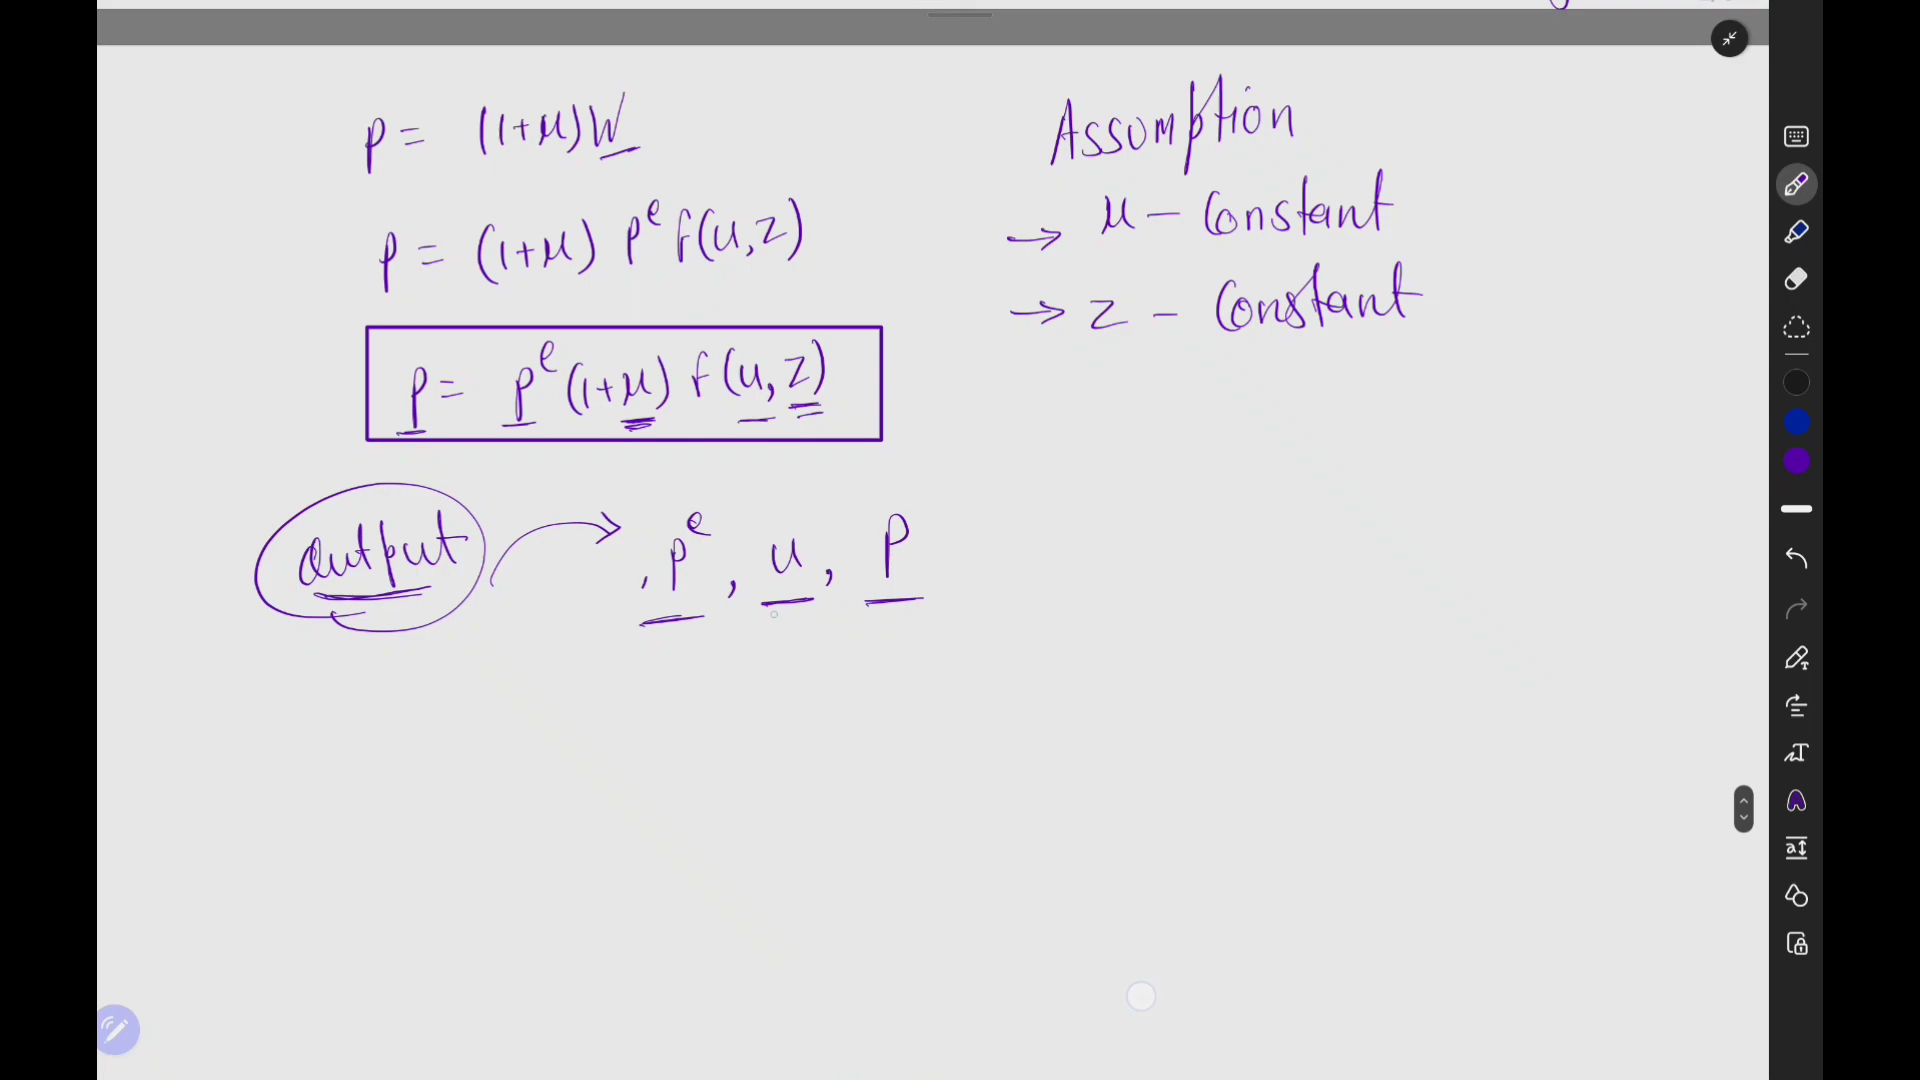 p = (1+μ)W
p = (1+μ) p^e f(u,z)
p = p^e (1+μ) f(u,z)
output
, p^e , u , P
Assumption
→ μ – Constant
→ z – Constant